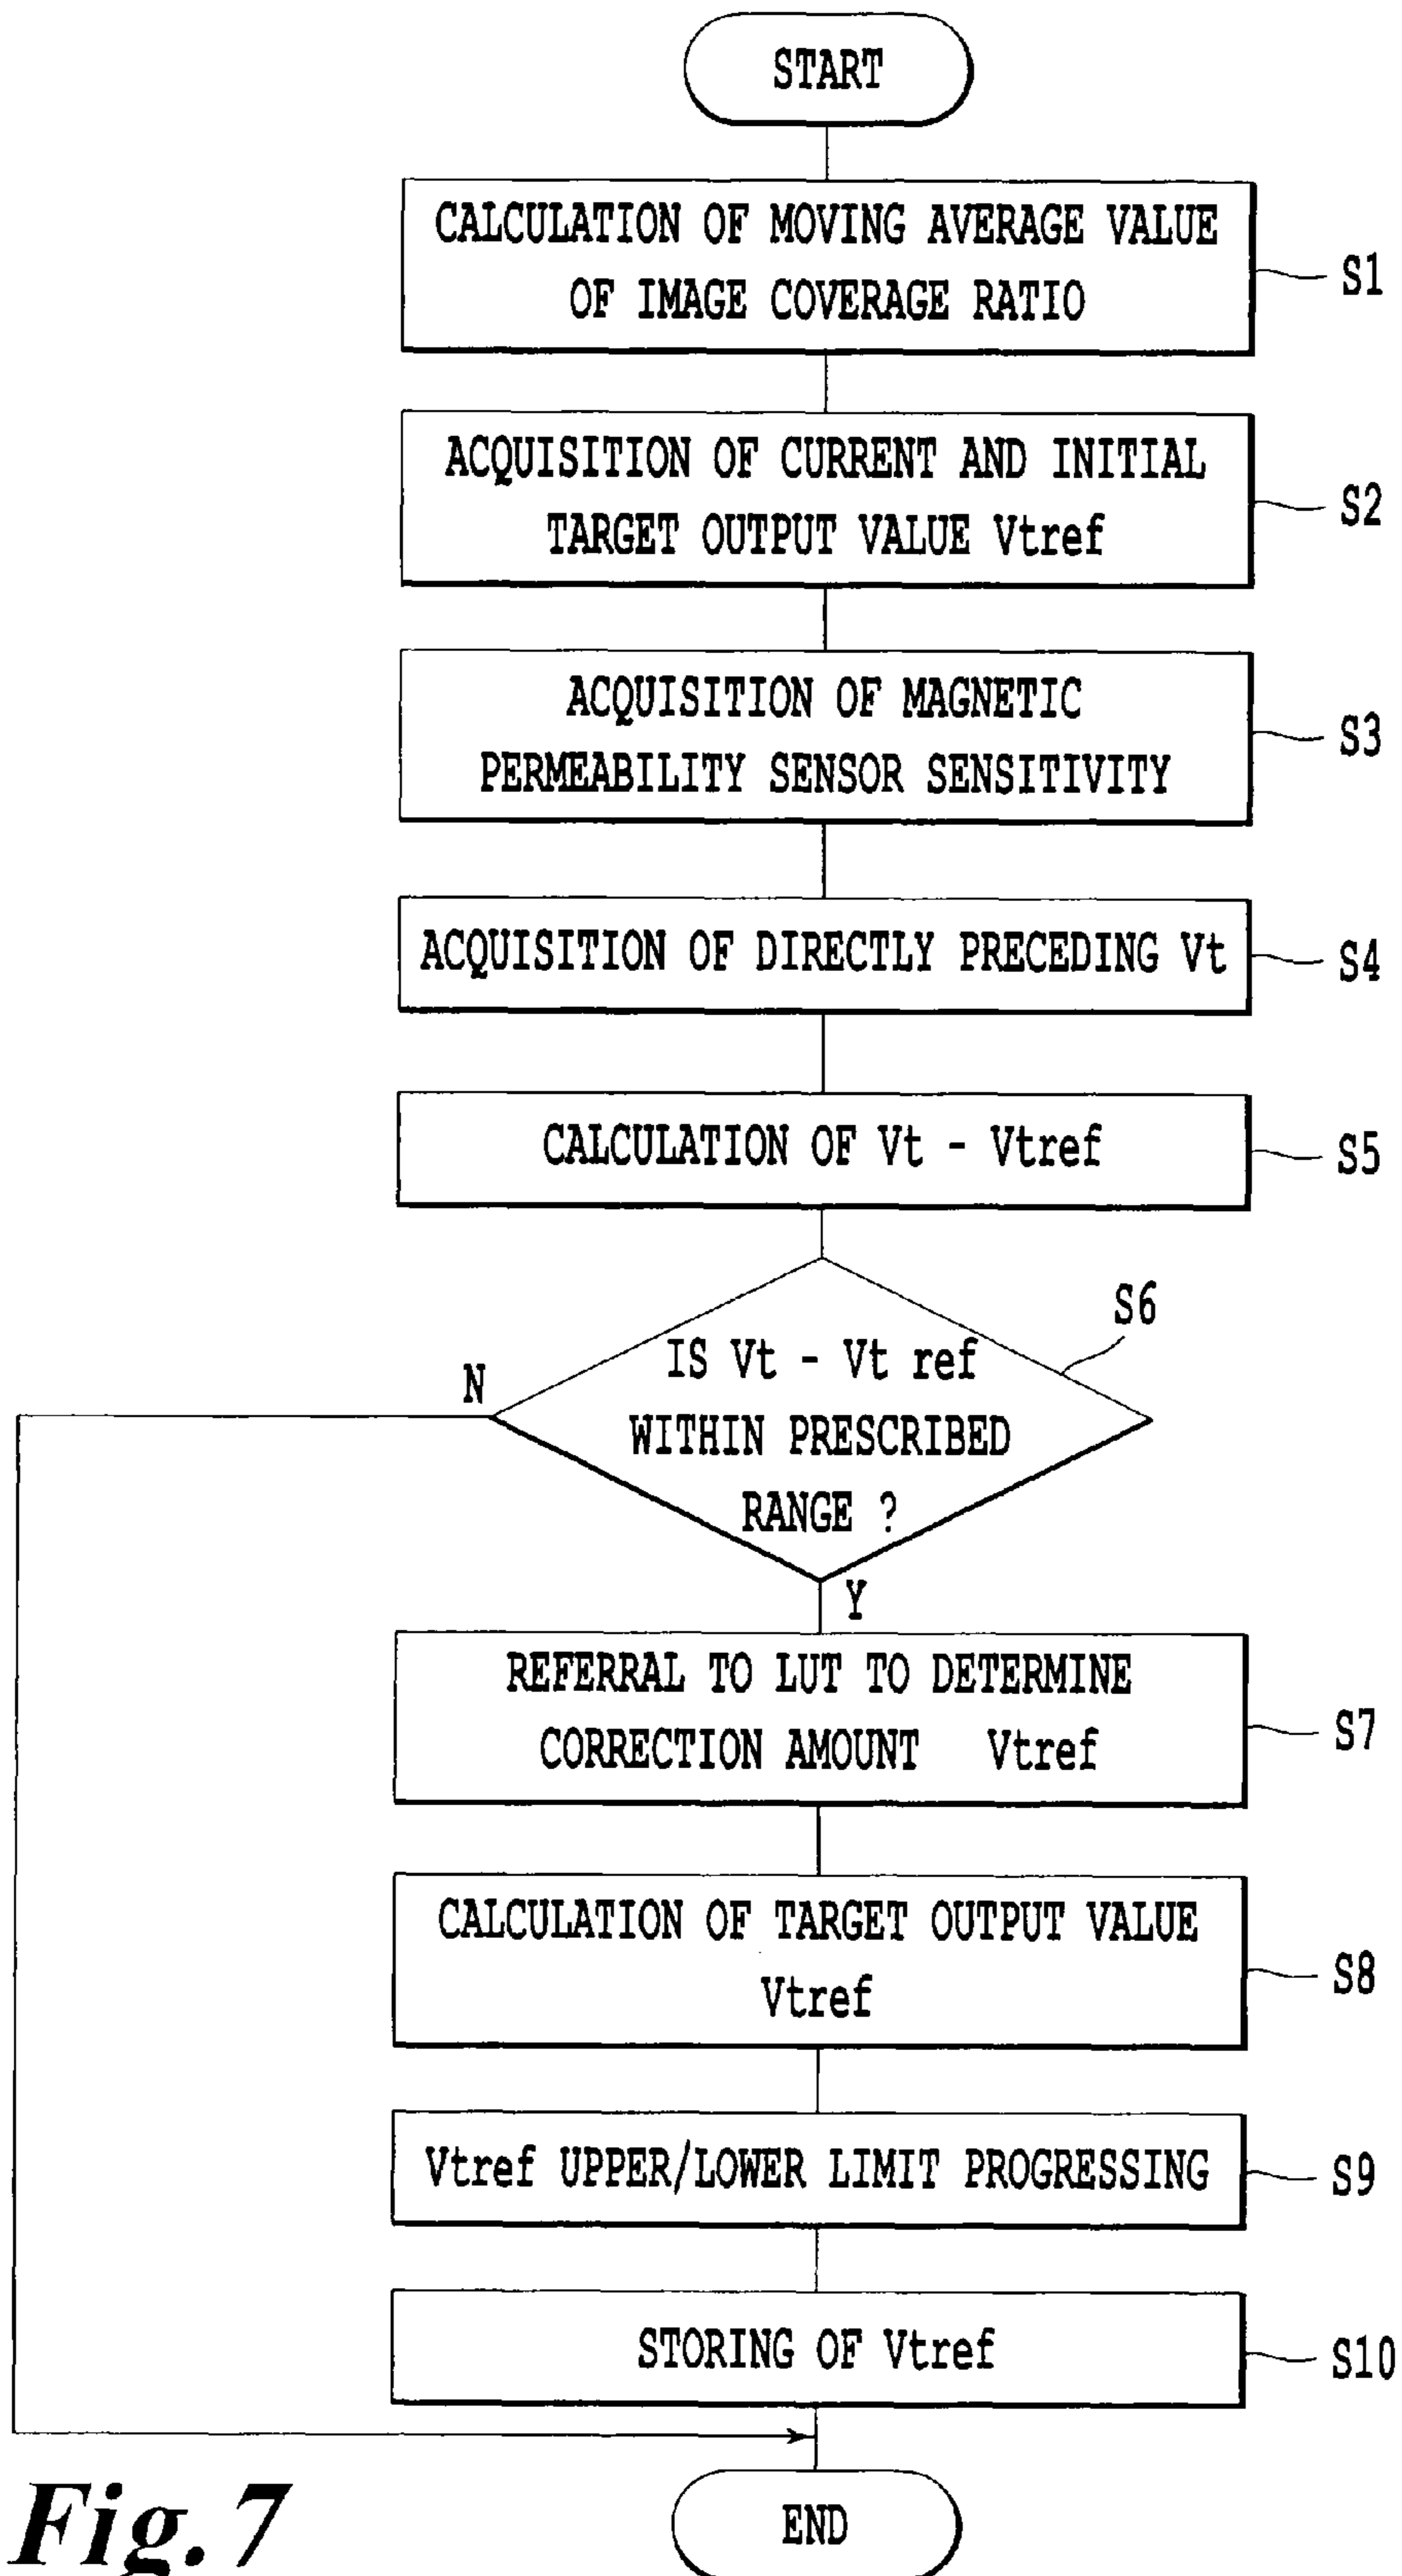 START
CALCULATION OF MOVING AVERAGE VALUE
OF IMAGE COVERAGE RATIO
S1
ACQUISITION OF CURRENT AND INITIAL
TARGET OUTPUT VALUE Vtref
S2
ACQUISITION OF MAGNETIC
PERMEABILITY SENSOR SENSITIVITY
S3
ACQUISITION OF DIRECTLY PRECEDING Vt
S4
CALCULATION OF Vt - Vtref
S5
S6
IS Vt - Vt ref
WITHIN PRESCRIBED
RANGE ?
N
Y
REFERRAL TO LUT TO DETERMINE
CORRECTION AMOUNT Vtref
S7
CALCULATION OF TARGET OUTPUT VALUE
Vtref
S8
Vtref UPPER/LOWER LIMIT PROGRESSING
S9
STORING OF Vtref
S10
END
Fig. 7